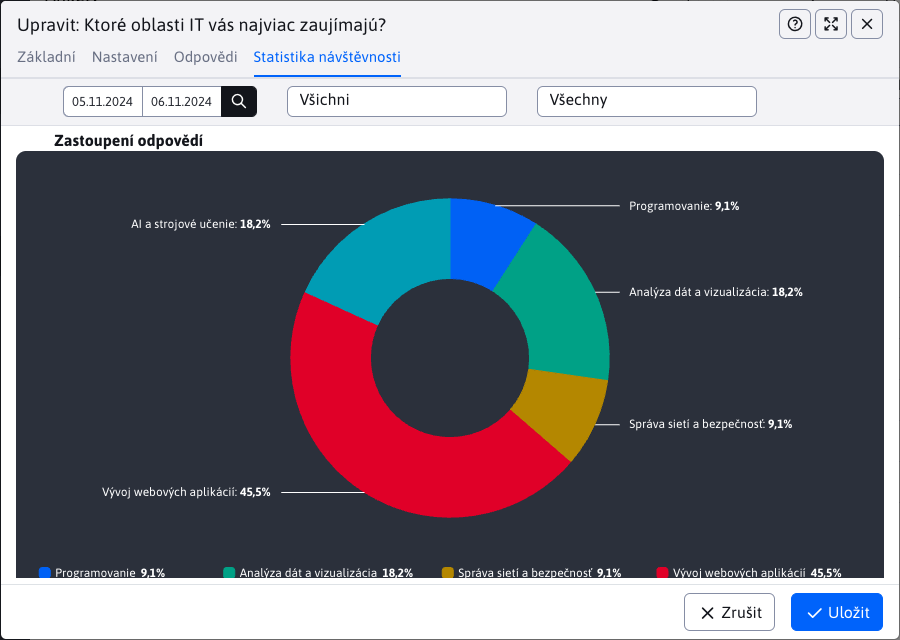 Upravit: Ktoré oblasti IT vás najviac zaujímajú?
Základní Nastavení Odpovědi Statistika návštěvnosti
05.11.2024 06.11.2024 Všichni Všechny
Zastoupení odpovědí
Programovanie: 9,1%
AI a strojové učenie: 18,2%
Analýza dát a vizualizácia: 18,2%
Správa sietí a bezpečnosť: 9,1%
Vývoj webových aplikácií: 45,5%
Programovanie 9,1% Analýza dát a vizualizácia 18,2% Správa sietí a bezpečnosť 9,1% Vývoj webových aplikácií 45,5%
Zrušit Uložit